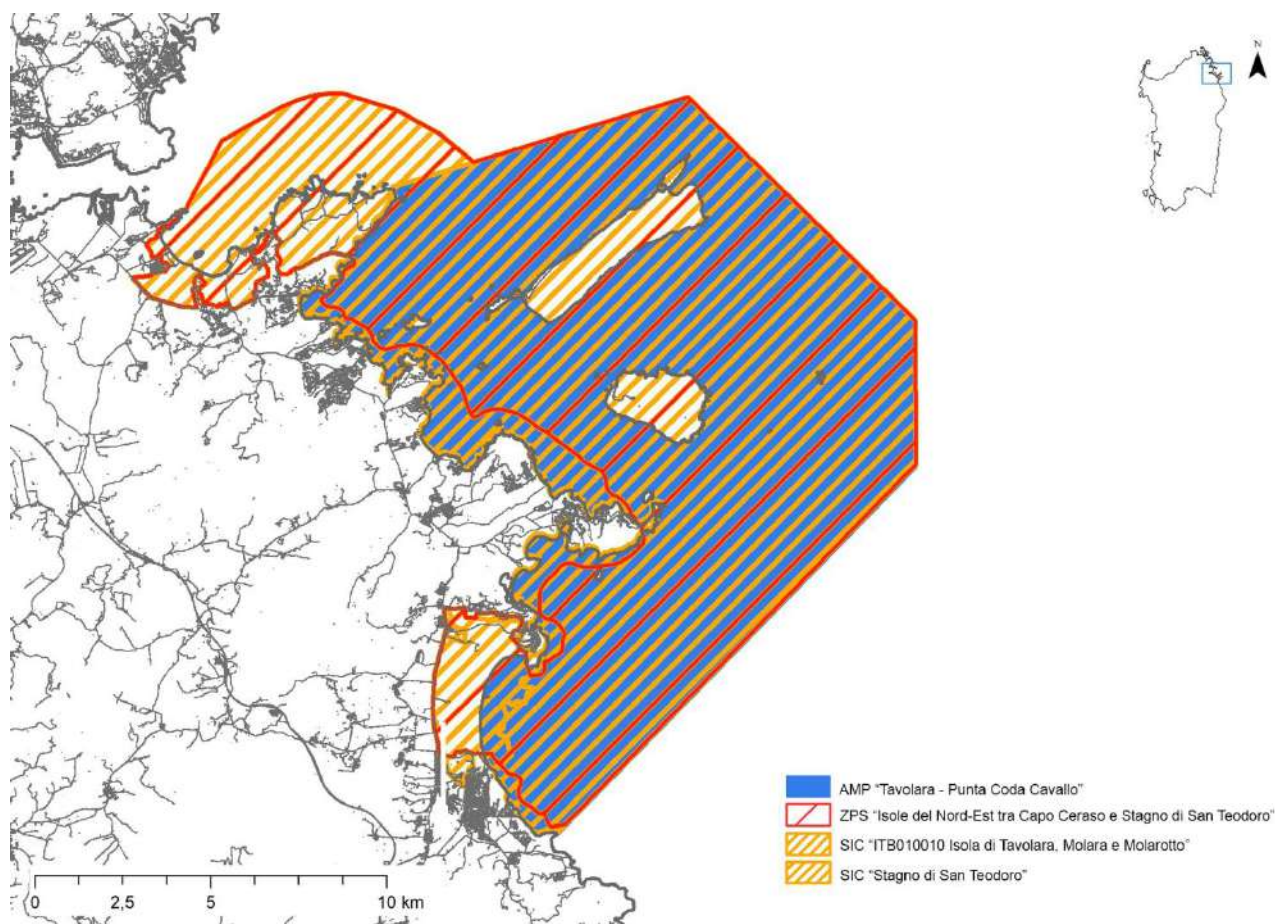 N
AMP "Tavolara - Punta Coda Cavallo"
ZPS "Isole del Nord-Est tra Capo Ceraso e Stagno di San Teodoro"
SIC "ITB010010 Isola di Tavolara, Molara e Molarotto"
SIC "Stagno di San Teodoro"
0 2,5 5 10 km